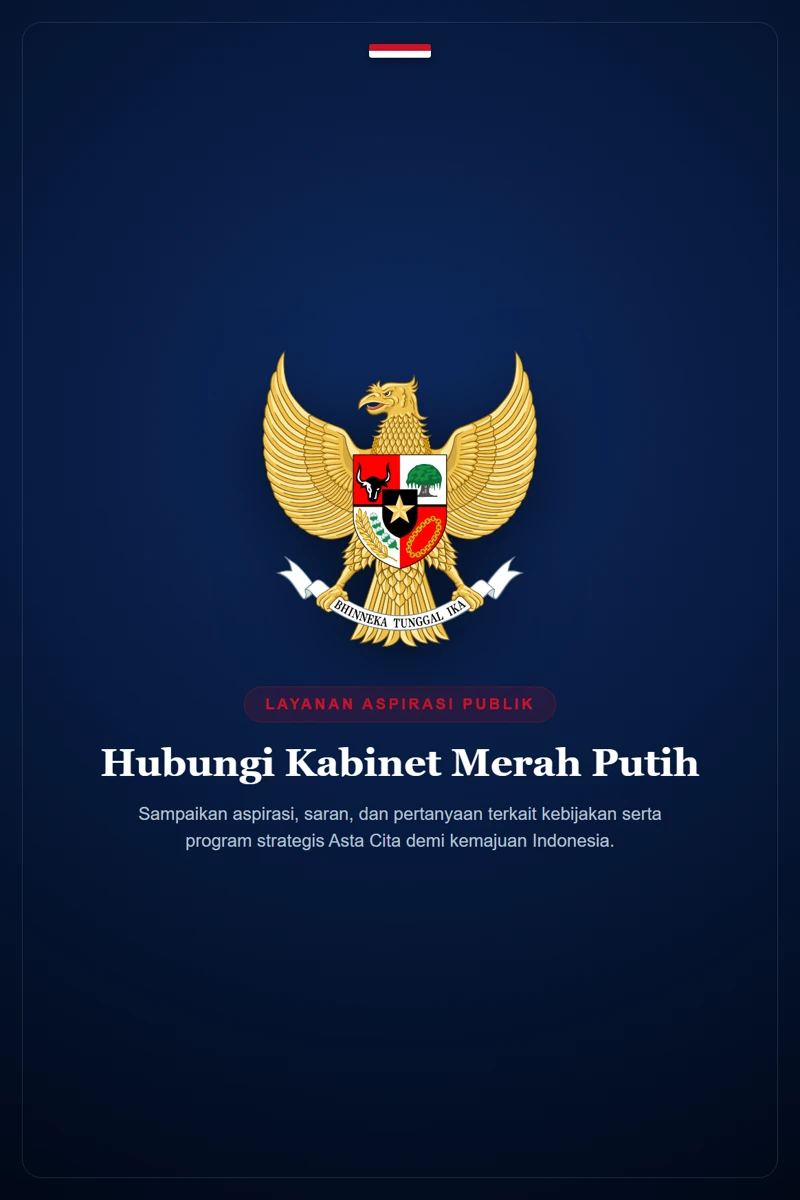 BHINNEKA TUNGGAL IKA
LAYANAN ASPIRASI PUBLIK
Hubungi Kabinet Merah Putih
Sampaikan aspirasi, saran, dan pertanyaan terkait kebijakan serta
program strategis Asta Cita demi kemajuan Indonesia.